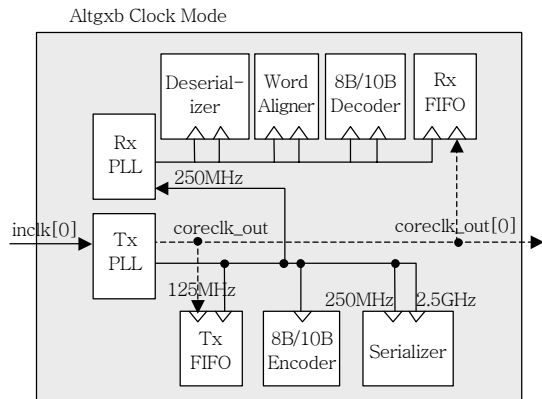 Altgxb Clock Mode
Deserial-
izer
Word
Aligner
8B/10B
Decoder
Rx
FIFO
Rx
PLL
250MHz
inclk[0]
coreclk_out
coreclk_out[0]
Tx
PLL
125MHz
250MHz
2.5GHz
Tx
FIFO
8B/10B
Encoder
Serializer